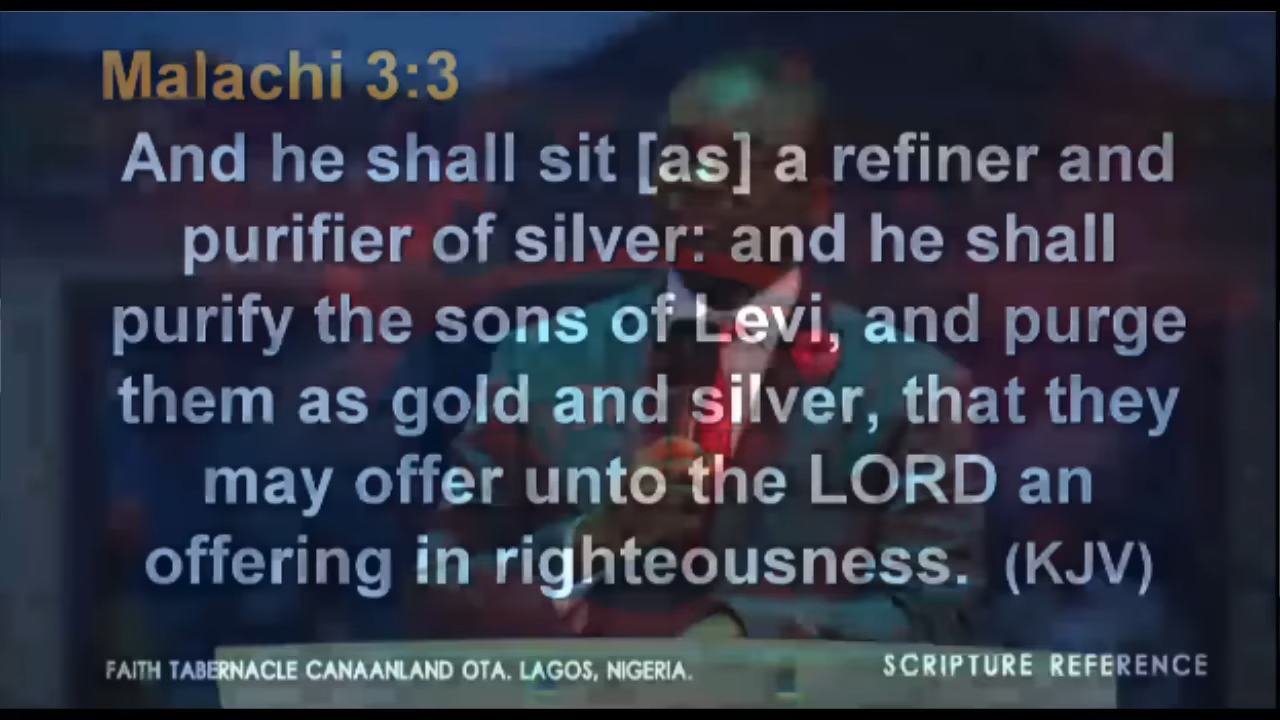 Malachi 3:3
And he shall sit [as] a refiner and
purifier of silver: and he shall
purify the sons of Levi, and purge
them as gold and silver, that they
may offer unto the LORD an
offering in righteousness. (KJV)
FAITH TABERNACLE CANAANLAND OTA. LAGOS, NIGERIA.
SCRIPTURE REFERENCE